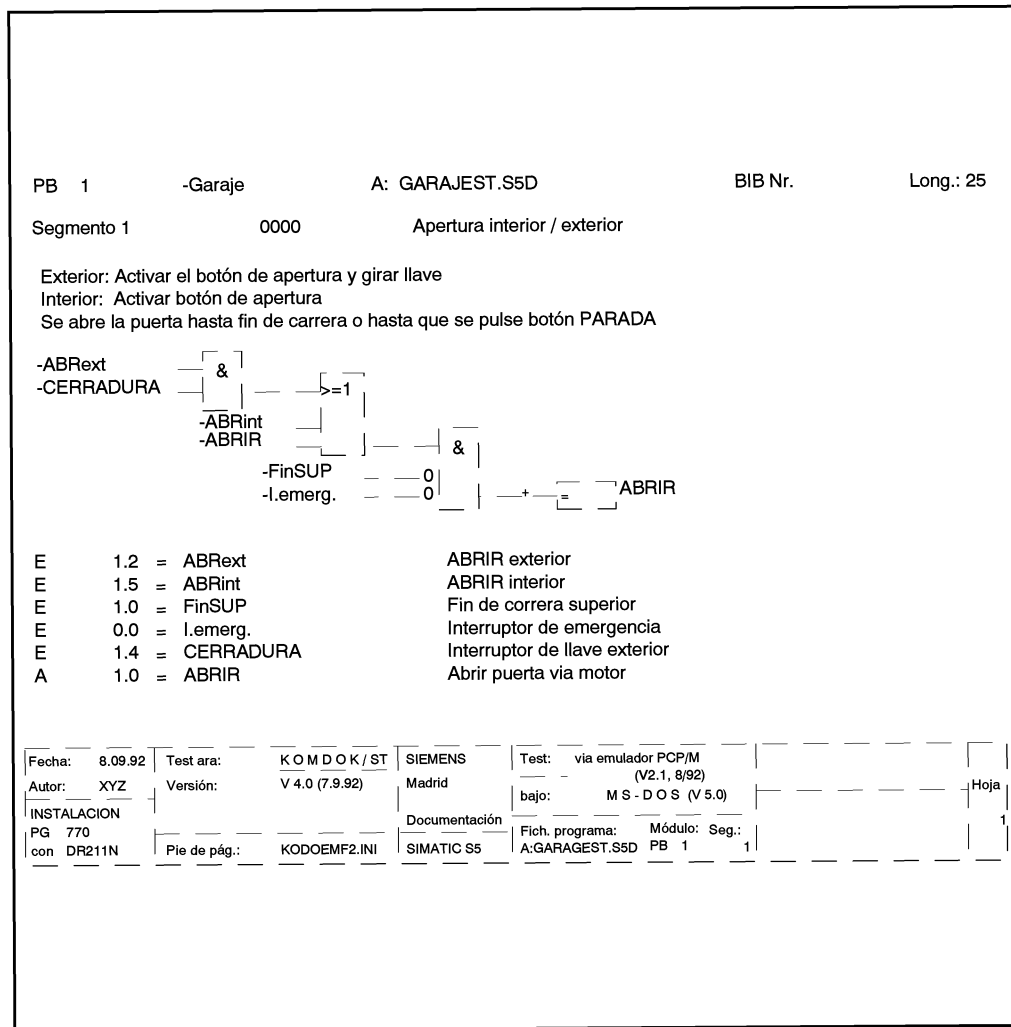 PB 1 -Garaje A: GARAJEST.S5D BIB Nr. Long.: 25
Segmento 1 0000 Apertura interior / exterior
Exterior: Activar el botón de apertura y girar llave
Interior: Activar botón de apertura
Se abre la puerta hasta fin de carrera o hasta que se pulse botón PARADA
-ABRext
&
-CERRADURA
>=1
-ABRint
-ABRIR
&
-FinSUP 0
-I.emerg. 0
+ = ABRIR
E 1.2 = ABRext ABRIR exterior
E 1.5 = ABRint ABRIR interior
E 1.0 = FinSUP Fin de correra superior
E 0.0 = I.emerg. Interruptor de emergencia
E 1.4 = CERRADURA Interruptor de llave exterior
A 1.0 = ABRIR Abrir puerta via motor
Fecha: 8.09.92 Test ara: K O M D O K / ST SIEMENS Test: via emulador PCP/M
(V2.1, 8/92)
Autor: XYZ Versión: V 4.0 (7.9.92) Madrid bajo: M S - D O S (V 5.0) Hoja
INSTALACION Documentación 1
PG 770 Fich. programa: Módulo: Seg.:
con DR211N Pie de pág.: KODOEMF2.INI SIMATIC S5 A:GARAGEST.S5D PB 1 1